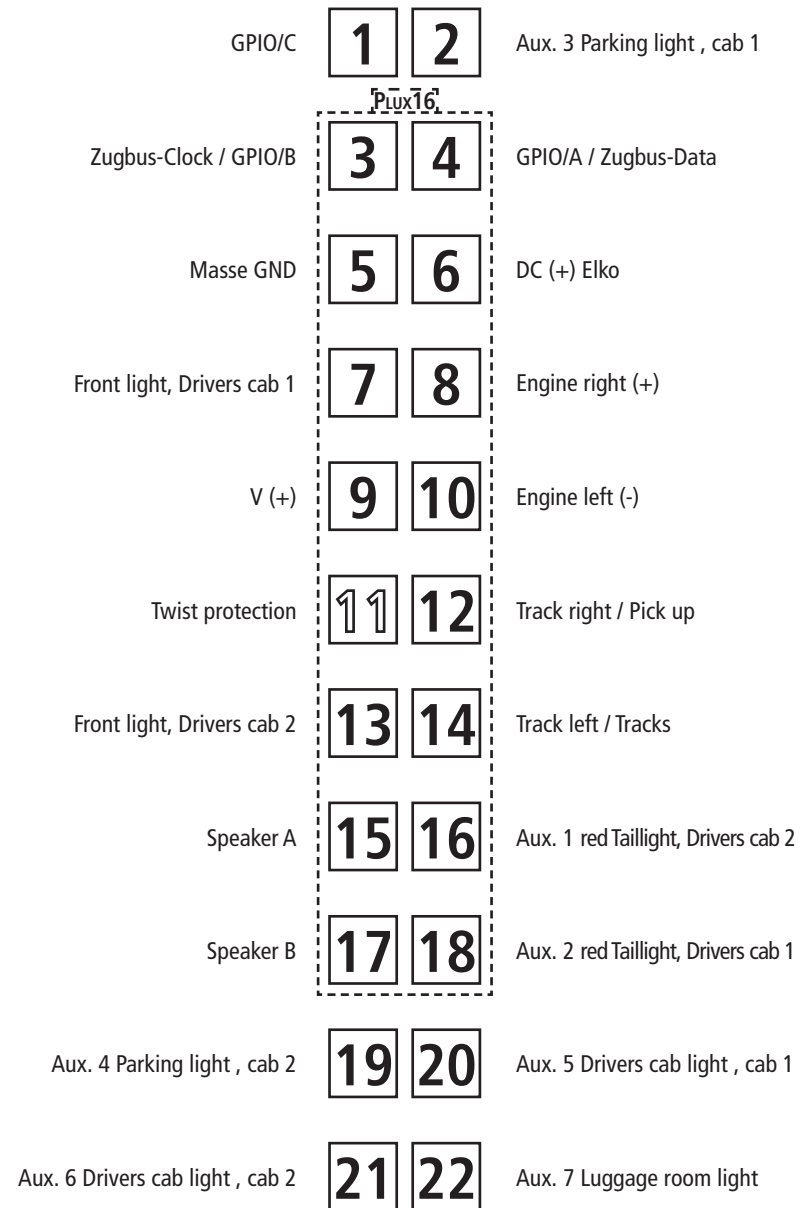 GPIO/C 1 2 Aux. 3 Parking light , cab 1
PLUX16
Zugbus-Clock / GPIO/B 3 4 GPIO/A / Zugbus-Data
Masse GND 5 6 DC (+) Elko
Front light, Drivers cab 1 7 8 Engine right (+)
V (+) 9 10 Engine left (-)
Twist protection 11 12 Track right / Pick up
Front light, Drivers cab 2 13 14 Track left / Tracks
Speaker A 15 16 Aux. 1 red Taillight, Drivers cab 2
Speaker B 17 18 Aux. 2 red Taillight, Drivers cab 1
Aux. 4 Parking light , cab 2 19 20 Aux. 5 Drivers cab light , cab 1
Aux. 6 Drivers cab light , cab 2 21 22 Aux. 7 Luggage room light